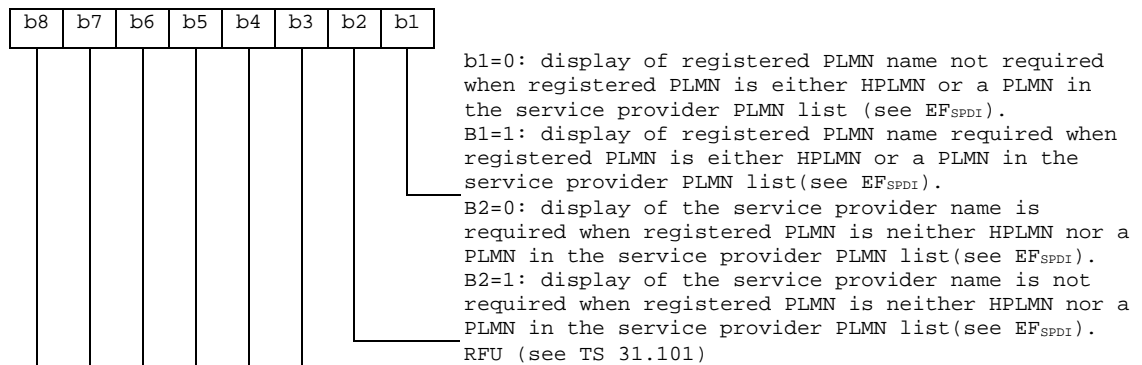 b8 b7 b6 b5 b4 b3 b2 b1
b1=0: display of registered PLMN name not required
when registered PLMN is either HPLMN or a PLMN in
the service provider PLMN list (see EFSPDI).
B1=1: display of registered PLMN name required when
registered PLMN is either HPLMN or a PLMN in the
service provider PLMN list(see EFSPDI).
B2=0: display of the service provider name is
required when registered PLMN is neither HPLMN nor a
PLMN in the service provider PLMN list(see EFSPDI).
B2=1: display of the service provider name is not
required when registered PLMN is neither HPLMN nor a
PLMN in the service provider PLMN list(see EFSPDI).
RFU (see TS 31.101)